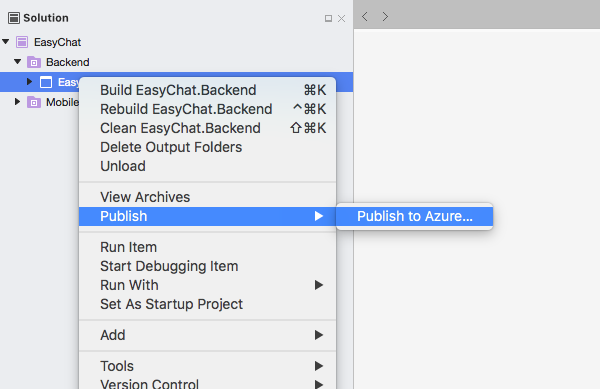 Solution
EasyChat
Backend
Easy
Mobile
Build EasyChat.Backend ⌘K
Rebuild EasyChat.Backend ^⌘K
Clean EasyChat.Backend ⇧⌘K
Delete Output Folders
Unload
View Archives
Publish
Publish to Azure...
Run Item
Start Debugging Item
Run With
Set As Startup Project
Add
Tools
Version Control